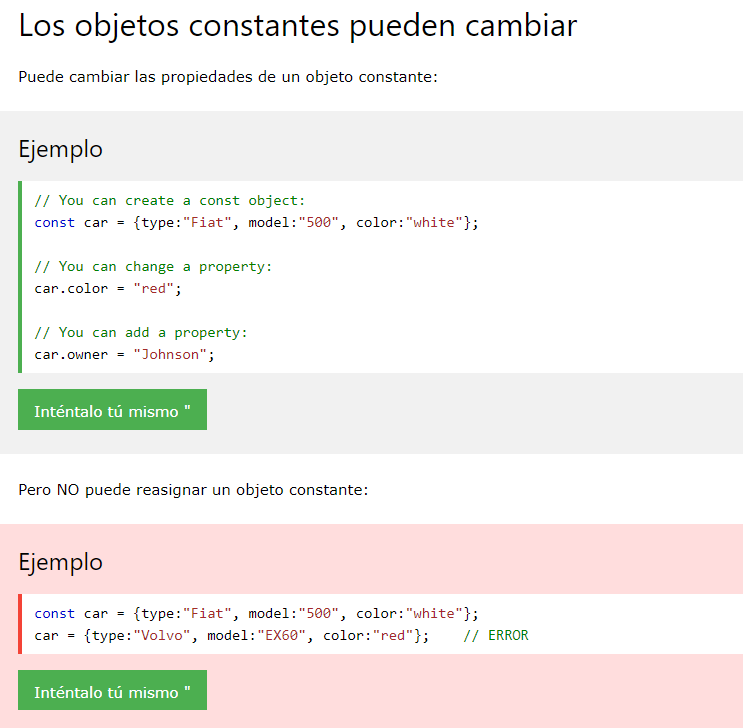 Los objetos constantes pueden cambiar
Puede cambiar las propiedades de un objeto constante:
Ejemplo
// You can create a const object:
const car = {type:"Fiat", model:"500", color:"white"};
// You can change a property:
car.color = "red";
// You can add a property:
car.owner = "Johnson";
Inténtalo tú mismo "
Pero NO puede reasignar un objeto constante:
Ejemplo
const car = {type:"Fiat", model:"500", color:"white"};
car = {type:"Volvo", model:"EX60", color:"red"};    // ERROR
Inténtalo tú mismo "